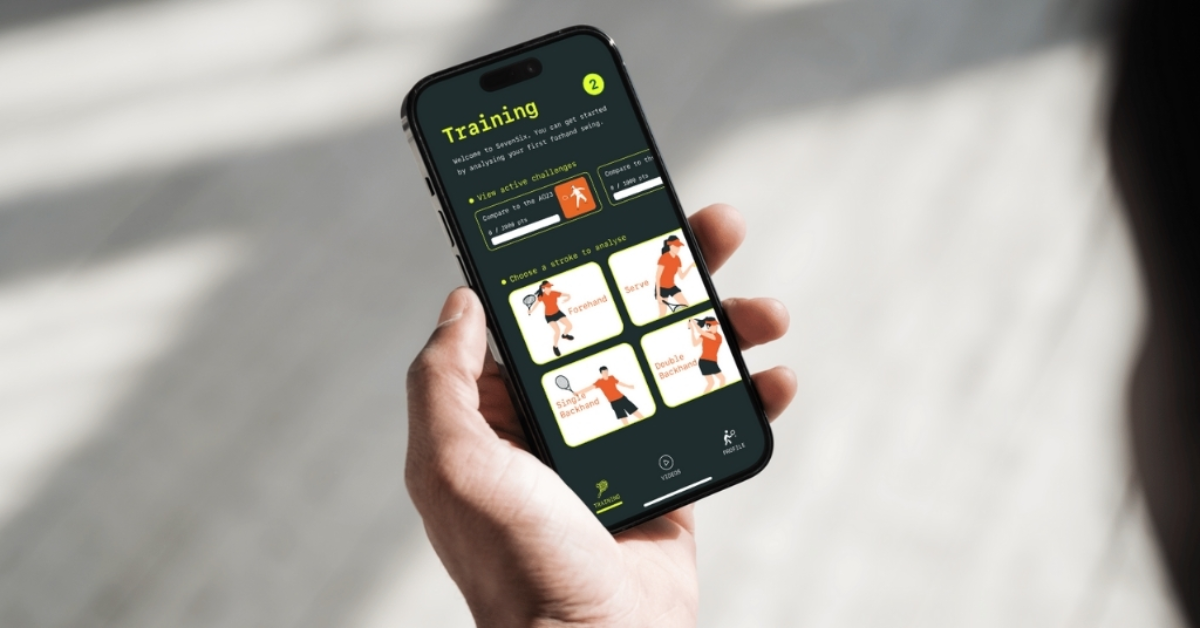 2
Training
Welcome to SevenSix. You can get started
by analysing your first forhand swing.
View active challenges
Compare to the AO23
0 / 2000 pts
Compare to th
0 / 1000 pts
Choose a stroke to analyse
Forehand
Serve
Single
Backhand
Double
Backhand
TRAINING
VIDEOS
PROFILE